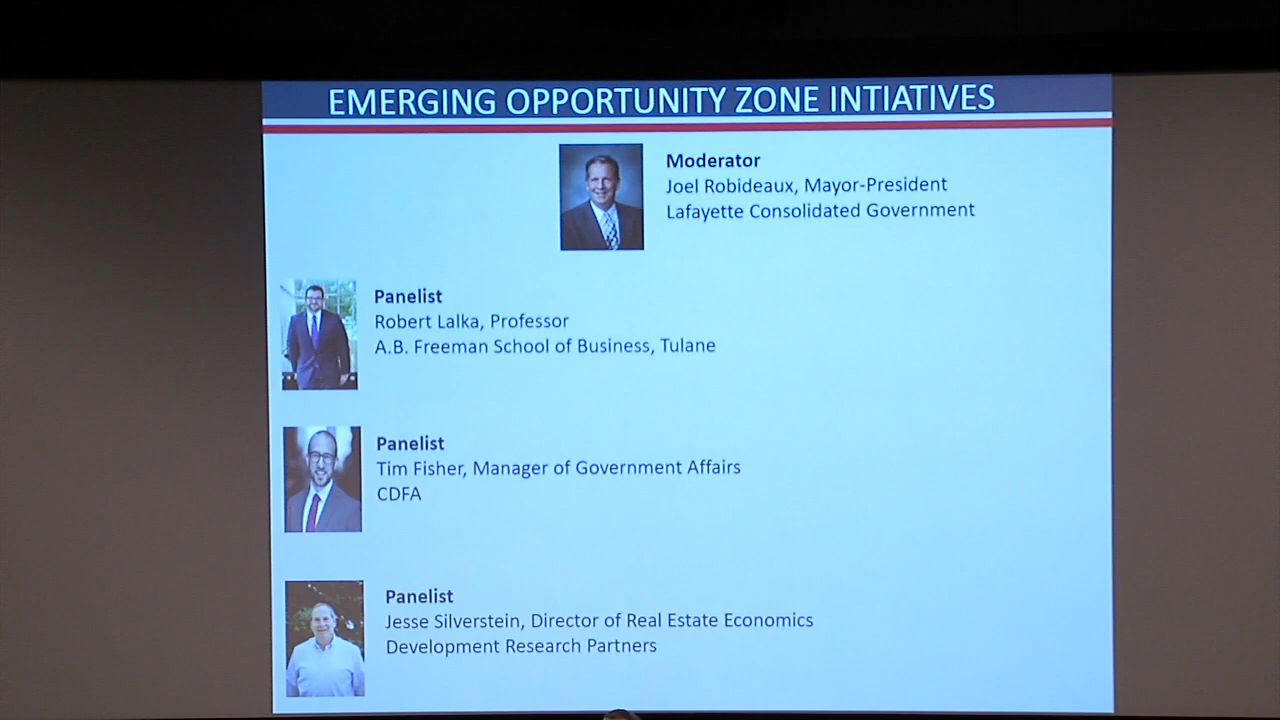 EMERGING OPPORTUNITY ZONE INTIATIVES
Moderator
Joel Robideaux, Mayor-President
Lafayette Consolidated Government
Panelist
Robert Lalka, Professor
A.B. Freeman School of Business, Tulane
Panelist
Tim Fisher, Manager of Government Affairs
CDFA
Panelist
Jesse Silverstein, Director of Real Estate Economics
Development Research Partners